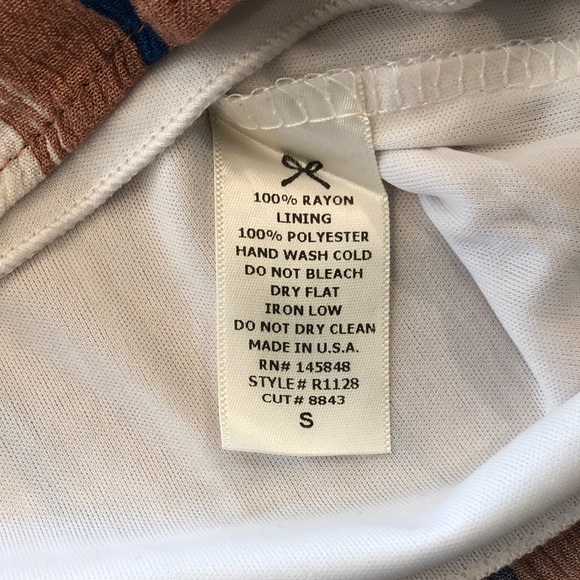 100% RAYON
LINING
100% POLYESTER
HAND WASH COLD
DO NOT BLEACH
DRY FLAT
IRON LOW
DO NOT DRY CLEAN
MADE IN U.S.A.
RN# 145848
STYLE# R1128
CUT# 8843
S